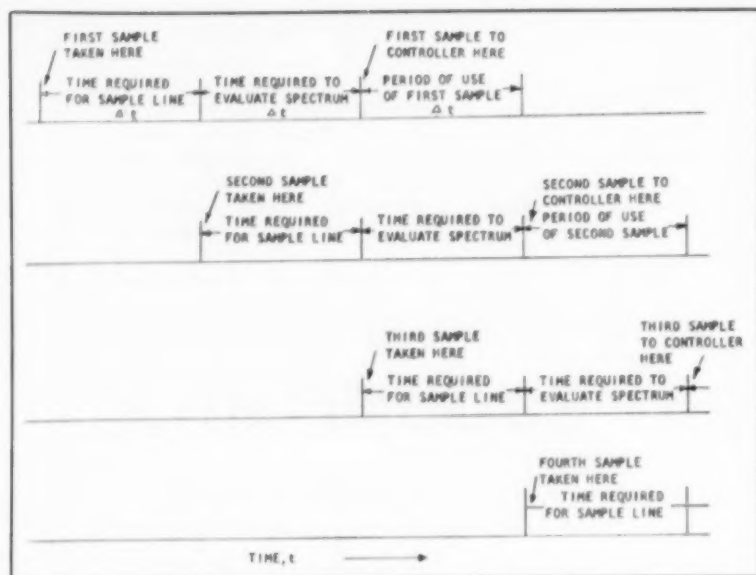 FIRST SAMPLE
TAKEN HERE
FIRST SAMPLE TO
CONTROLLER HERE
TIME REQUIRED
FOR SAMPLE LINE
Δt
TIME REQUIRED TO
EVALUATE SPECTRUM
Δt
PERIOD OF USE
OF FIRST SAMPLE
Δt
SECOND SAMPLE
TAKEN HERE
SECOND SAMPLE TO
CONTROLLER HERE
TIME REQUIRED
FOR SAMPLE LINE
TIME REQUIRED TO
EVALUATE SPECTRUM
PERIOD OF USE
OF SECOND SAMPLE
THIRD SAMPLE
TAKEN HERE
THIRD SAMPLE
TO CONTROLLER
HERE
TIME REQUIRED
FOR SAMPLE LINE
TIME REQUIRED TO
EVALUATE SPECTRUM
FOURTH SAMPLE
TAKEN HERE
TIME REQUIRED
FOR SAMPLE LINE
TIME, t